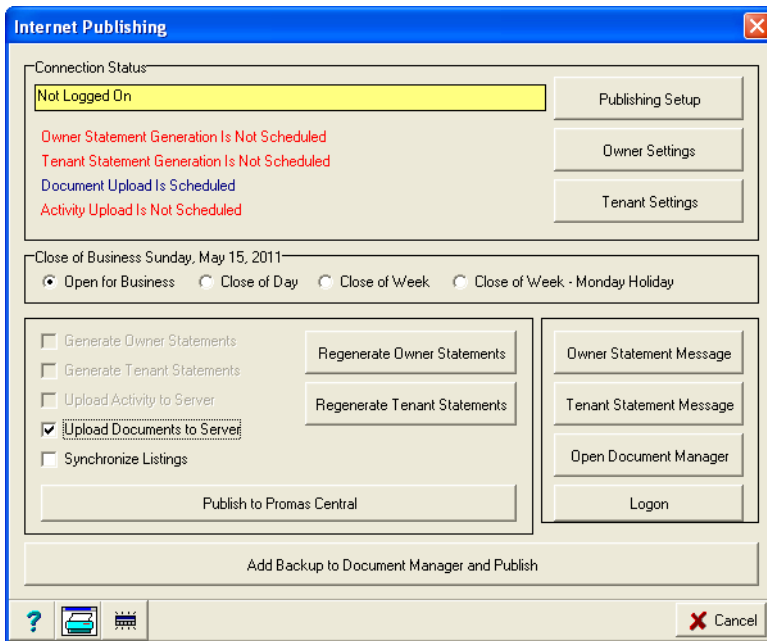 Internet Publishing
Connection Status
Not Logged On
Publishing Setup
Owner Statement Generation Is Not Scheduled
Tenant Statement Generation Is Not Scheduled
Owner Settings
Document Upload Is Scheduled
Activity Upload Is Not Scheduled
Tenant Settings
Close of Business Sunday, May 15, 2011
Open for Business Close of Day Close of Week Close of Week - Monday Holiday
Generate Owner Statements
Generate Tenant Statements
Upload Activity to Server
Upload Documents to Server
Synchronize Listings
Regenerate Owner Statements
Regenerate Tenant Statements
Publish to Promas Central
Owner Statement Message
Tenant Statement Message
Open Document Manager
Logon
Add Backup to Document Manager and Publish
? Cancel